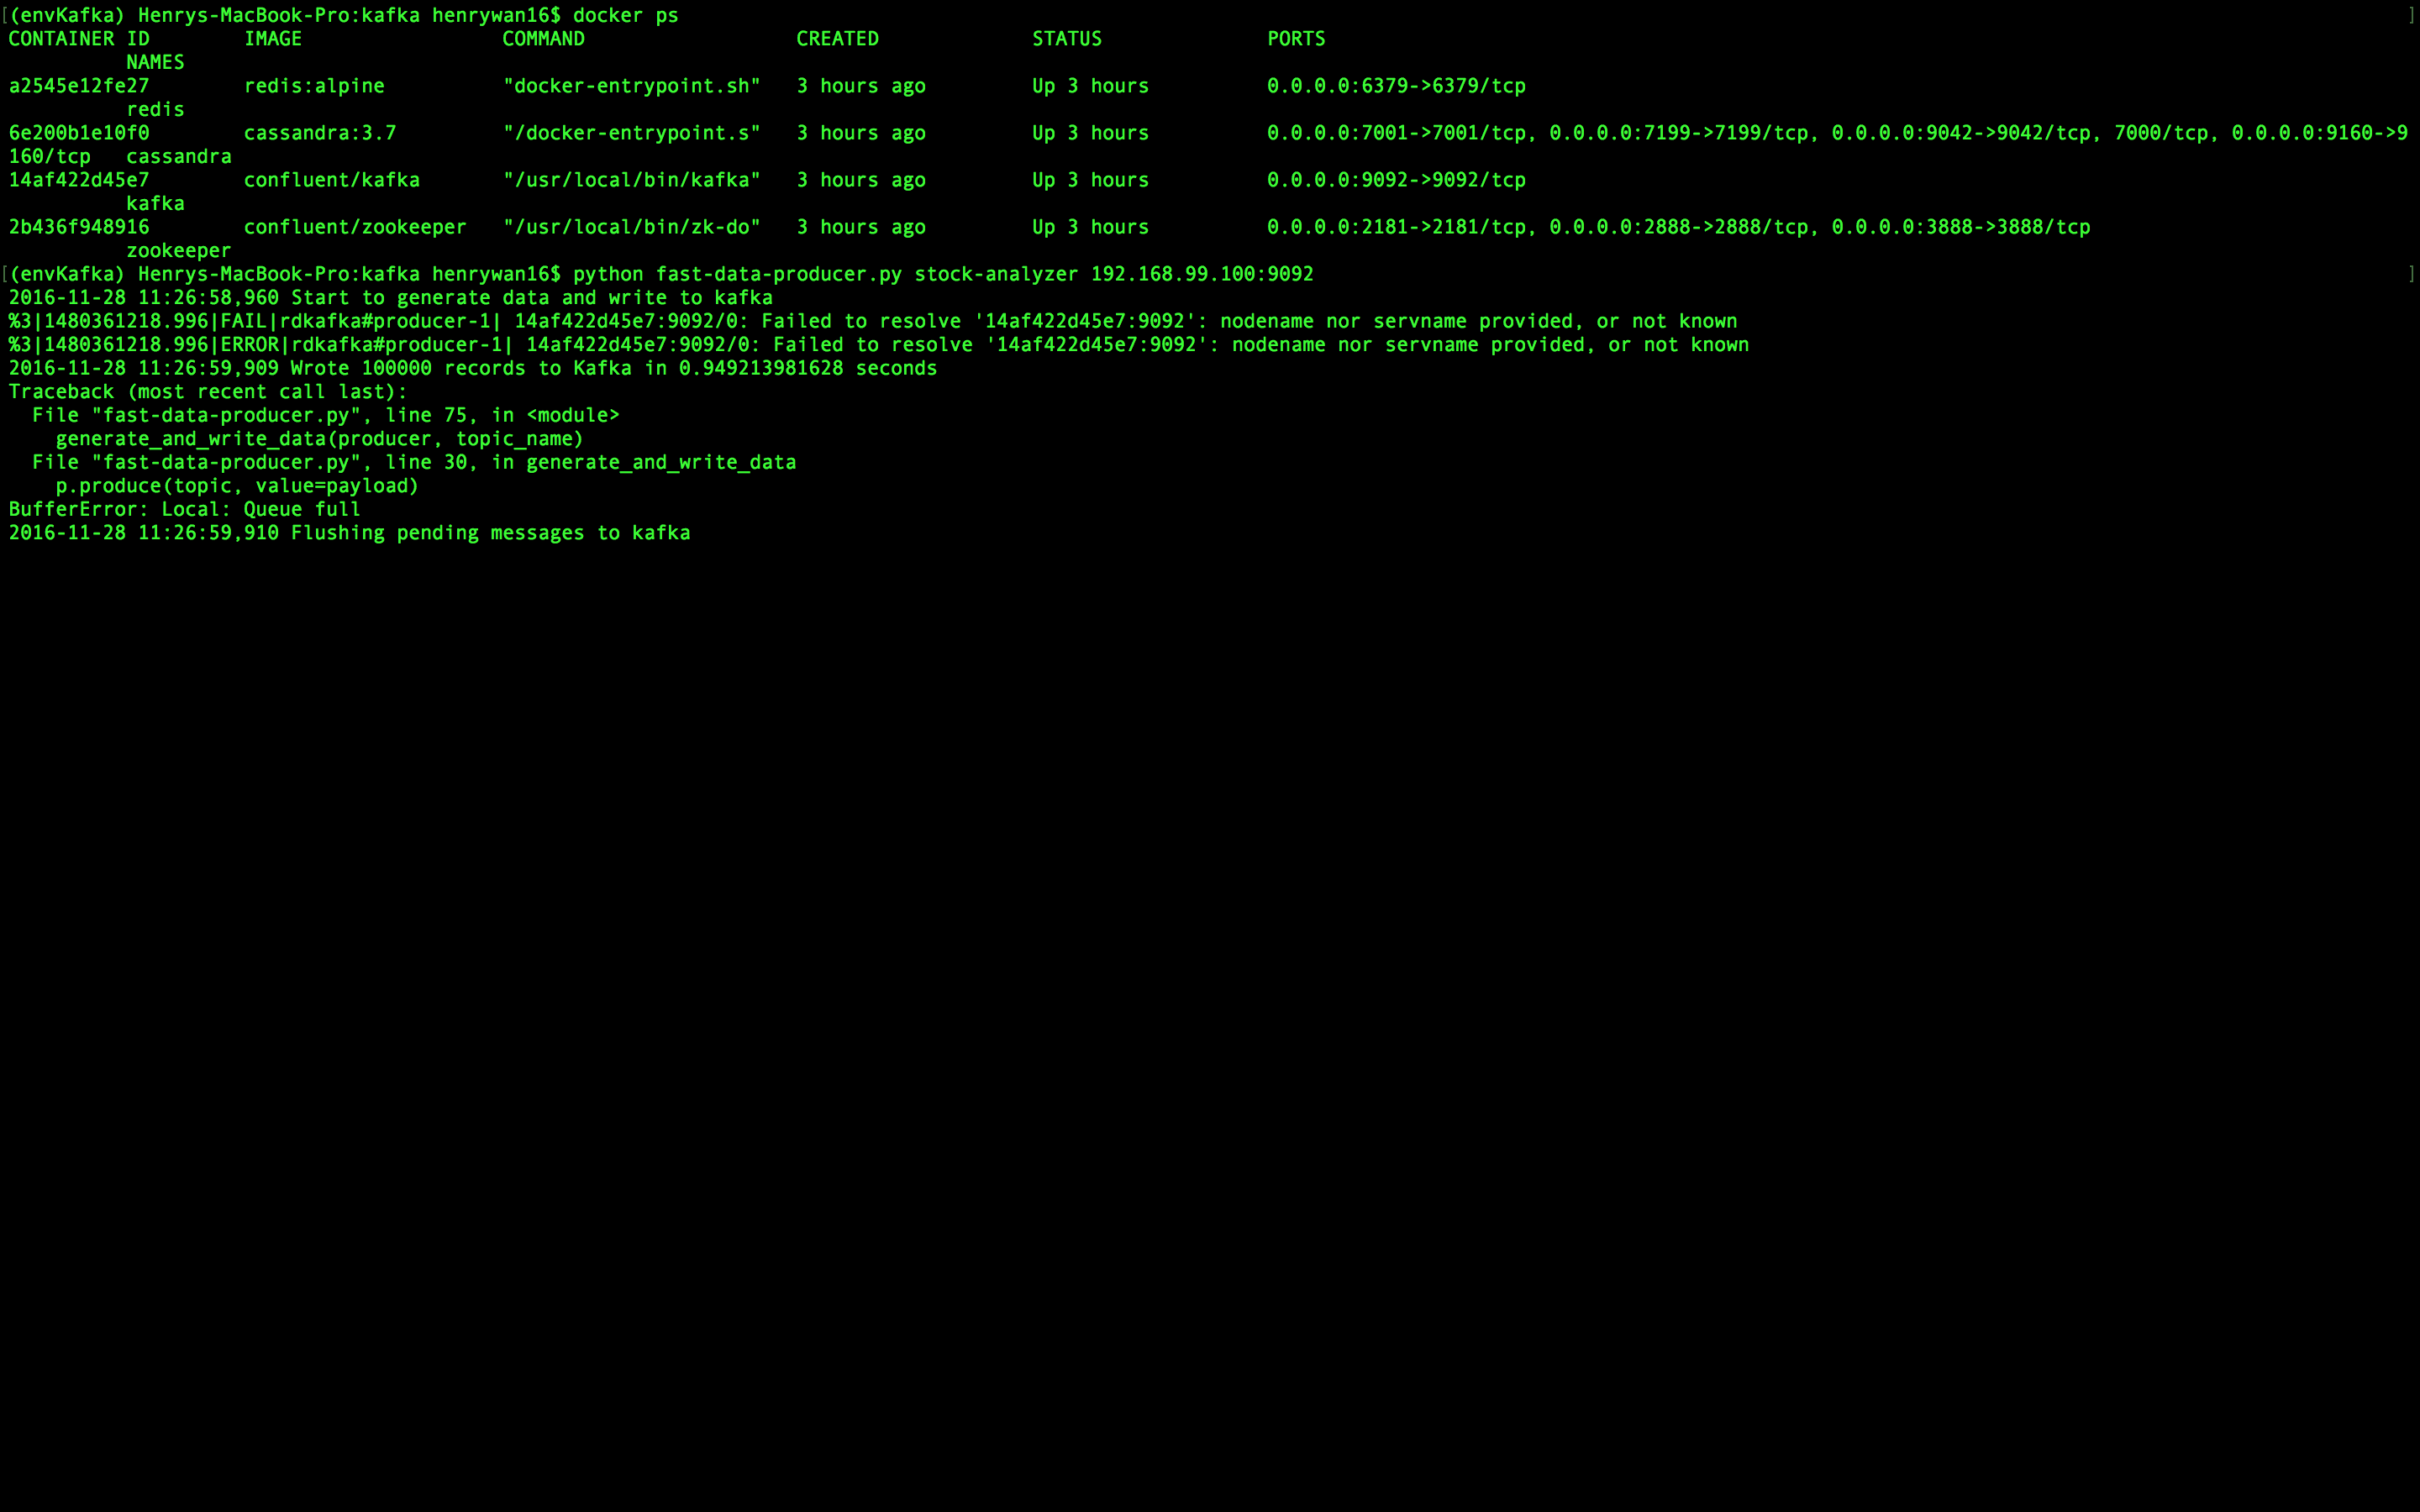 [(envKafka) Henrys-MacBook-Pro:kafka henrywan16$ docker ps ]
CONTAINER ID        IMAGE                 COMMAND                  CREATED             STATUS              PORTS
          NAMES
a2545e12fe27        redis:alpine          "docker-entrypoint.sh"   3 hours ago         Up 3 hours          0.0.0.0:6379->6379/tcp
          redis
6e200b1e10f0        cassandra:3.7         "/docker-entrypoint.s"   3 hours ago         Up 3 hours          0.0.0.0:7001->7001/tcp, 0.0.0.0:7199->7199/tcp, 0.0.0.0:9042->9042/tcp, 7000/tcp, 0.0.0.0:9160->9
160/tcp   cassandra
14af422d45e7        confluent/kafka       "/usr/local/bin/kafka"   3 hours ago         Up 3 hours          0.0.0.0:9092->9092/tcp
          kafka
2b436f948916        confluent/zookeeper   "/usr/local/bin/zk-do"   3 hours ago         Up 3 hours          0.0.0.0:2181->2181/tcp, 0.0.0.0:2888->2888/tcp, 0.0.0.0:3888->3888/tcp
          zookeeper
[(envKafka) Henrys-MacBook-Pro:kafka henrywan16$ python fast-data-producer.py stock-analyzer 192.168.99.100:9092 ]
2016-11-28 11:26:58,960 Start to generate data and write to kafka
%3|1480361218.996|FAIL|rdkafka#producer-1| 14af422d45e7:9092/0: Failed to resolve '14af422d45e7:9092': nodename nor servname provided, or not known
%3|1480361218.996|ERROR|rdkafka#producer-1| 14af422d45e7:9092/0: Failed to resolve '14af422d45e7:9092': nodename nor servname provided, or not known
2016-11-28 11:26:59,909 Wrote 100000 records to Kafka in 0.949213981628 seconds
Traceback (most recent call last):
  File "fast-data-producer.py", line 75, in <module>
    generate_and_write_data(producer, topic_name)
  File "fast-data-producer.py", line 30, in generate_and_write_data
    p.produce(topic, value=payload)
BufferError: Local: Queue full
2016-11-28 11:26:59,910 Flushing pending messages to kafka